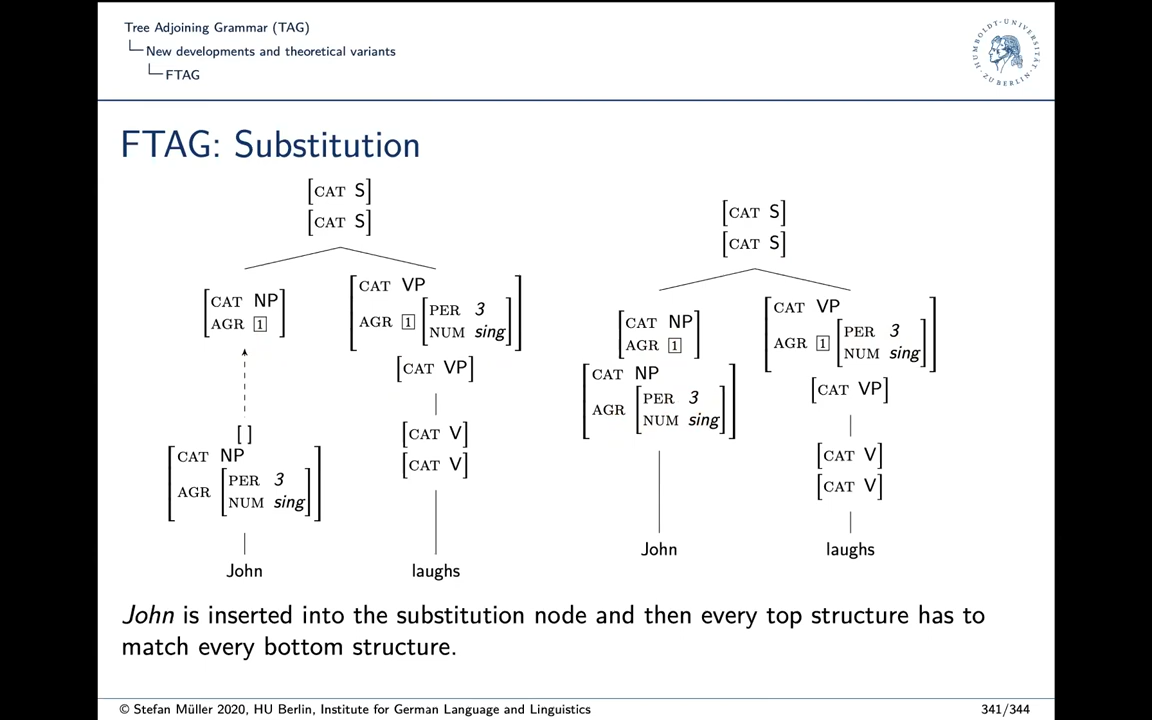 Tree Adjoining Grammar (TAG)
New developments and theoretical variants
FTAG
HUMBOLDT-UNIVERSITÄT · ZU BERLIN ·
FTAG: Substitution
[CAT S]
[CAT S]
[CAT NP
AGR [1]]
[CAT VP
AGR [1] [PER 3
NUM sing]]
[CAT VP]
[ ]
[CAT NP
AGR [PER 3
NUM sing]]
[CAT V]
[CAT V]
John
laughs
[CAT S]
[CAT S]
[CAT NP
AGR [1]]
[CAT NP
AGR [PER 3
NUM sing]]
[CAT VP
AGR [1] [PER 3
NUM sing]]
[CAT VP]
[CAT V]
[CAT V]
John
laughs
John is inserted into the substitution node and then every top structure has to
match every bottom structure.
© Stefan Müller 2020, HU Berlin, Institute for German Language and Linguistics
341/344